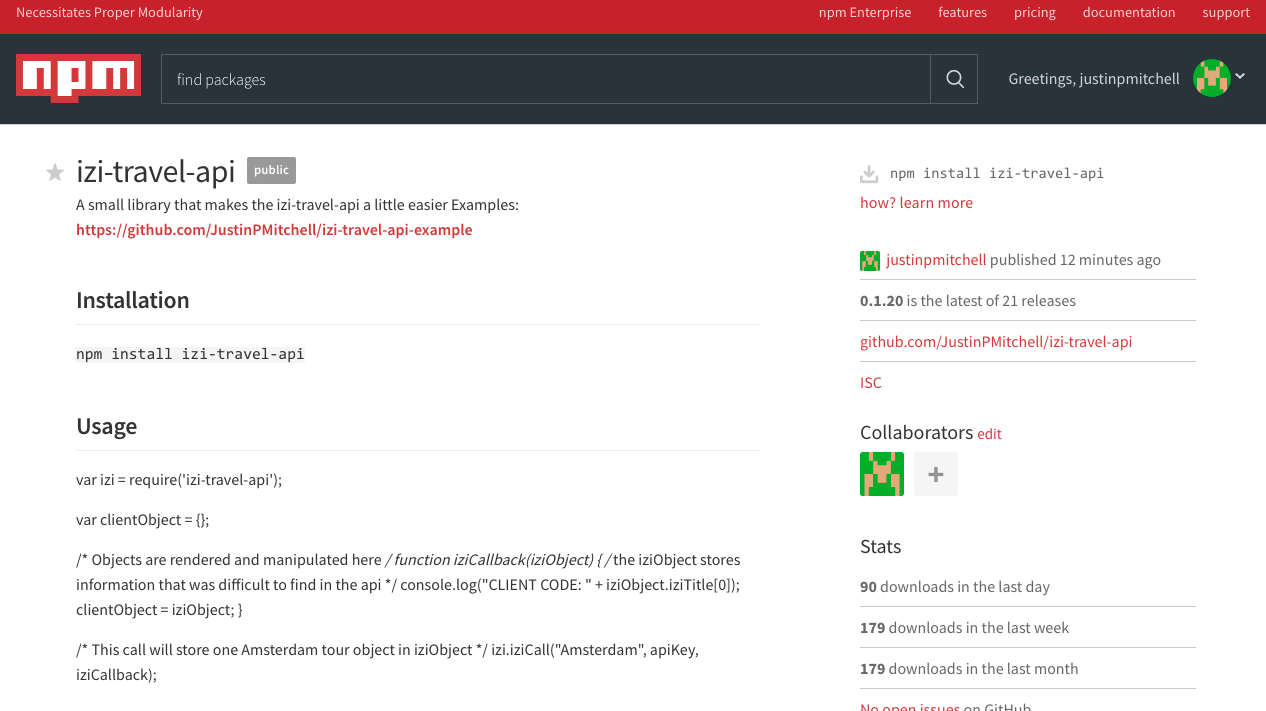 Necessitates Proper Modularity
npm Enterprise features pricing documentation support
npm
find packages
Greetings, justinpmitchell
izi-travel-api public
A small library that makes the izi-travel-api a little easier Examples:
https://github.com/JustinPMitchell/izi-travel-api-example
Installation
npm install izi-travel-api
Usage
var izi = require('izi-travel-api');
var clientObject = {};
/* Objects are rendered and manipulated here / function iziCallback(iziObject) { / the iziObject stores
information that was difficult to find in the api */ console.log("CLIENT CODE: " + iziObject.iziTitle[0]);
clientObject = iziObject; }
/* This call will store one Amsterdam tour object in iziObject */ izi.iziCall("Amsterdam", apiKey,
iziCallback);
npm install izi-travel-api
how? learn more
justinpmitchell published 12 minutes ago
0.1.20 is the latest of 21 releases
github.com/JustinPMitchell/izi-travel-api
ISC
Collaborators edit
+
Stats
90 downloads in the last day
179 downloads in the last week
179 downloads in the last month
No open issues on GitHub